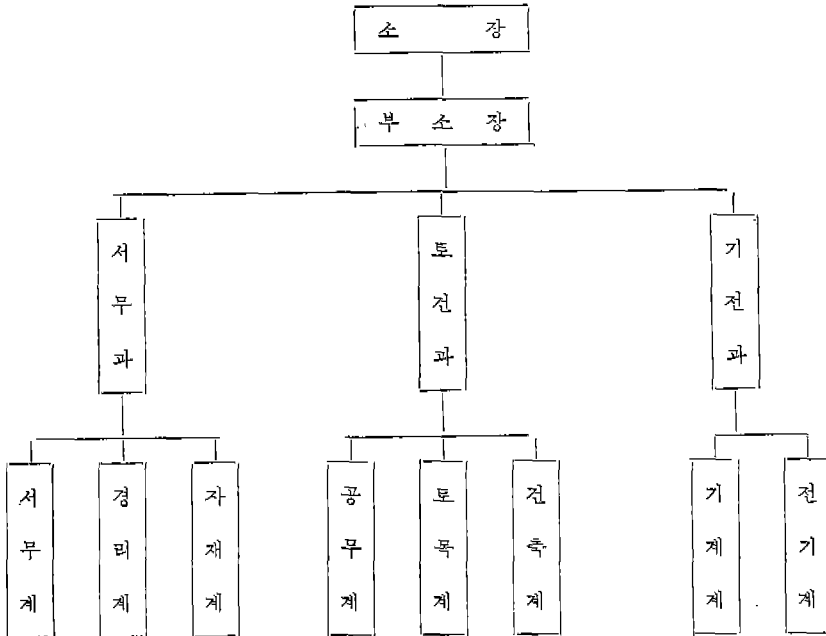 소 장
부 소 장
서무과
토건과
기전과
서무계
경리계
자재계
공무계
토목계
건축계
기계계
전기계